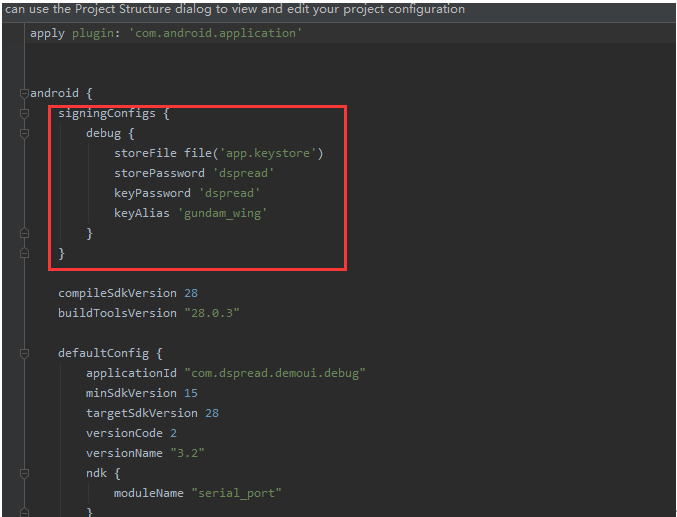 can use the Project Structure dialog to view and edit your project configuration
apply plugin: 'com.android.application'
android {
signingConfigs {
debug {
storeFile file('app.keystore')
storePassword 'dspread'
keyPassword 'dspread'
keyAlias 'gundam_wing'
}
}
compileSdkVersion 28
buildToolsVersion "28.0.3"
defaultConfig {
applicationId "com.dspread.demoui.debug"
minSdkVersion 15
targetSdkVersion 28
versionCode 2
versionName "3.2"
ndk {
moduleName "serial_port"
}